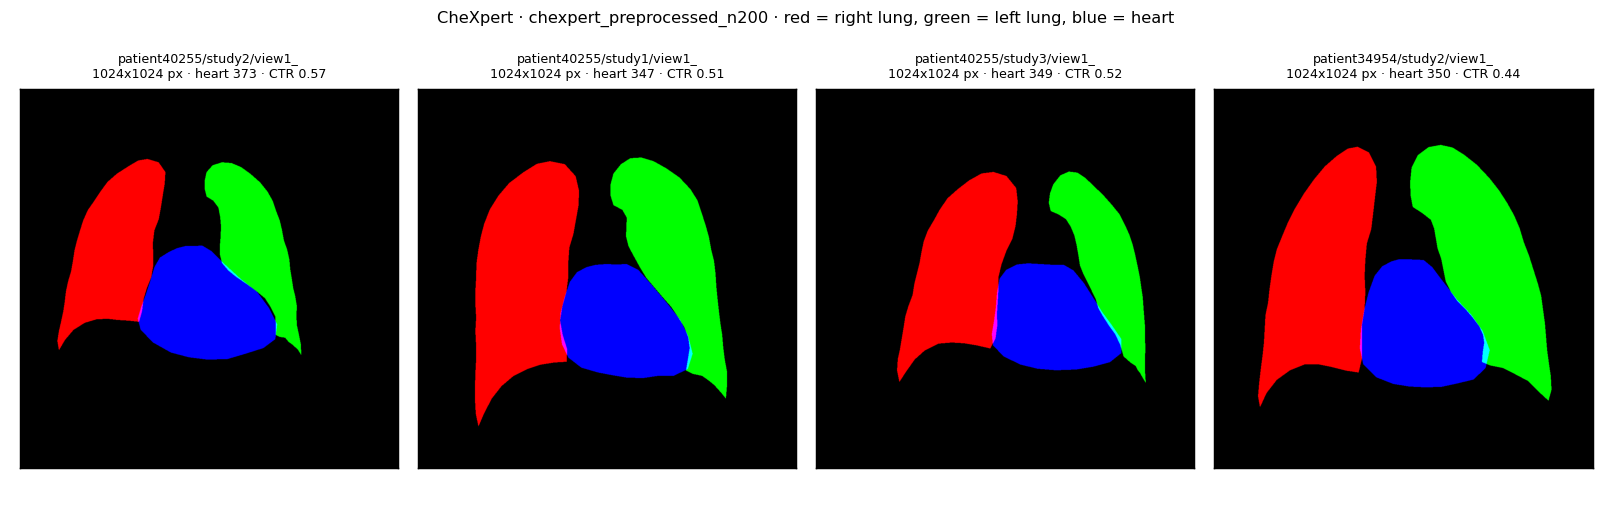 CheXpert · chexpert_preprocessed_n200 · red = right lung, green = left lung, blue = heart
patient40255/study2/view1_
1024x1024 px · heart 373 · CTR 0.57
patient40255/study1/view1_
1024x1024 px · heart 347 · CTR 0.51
patient40255/study3/view1_
1024x1024 px · heart 349 · CTR 0.52
patient34954/study2/view1_
1024x1024 px · heart 350 · CTR 0.44